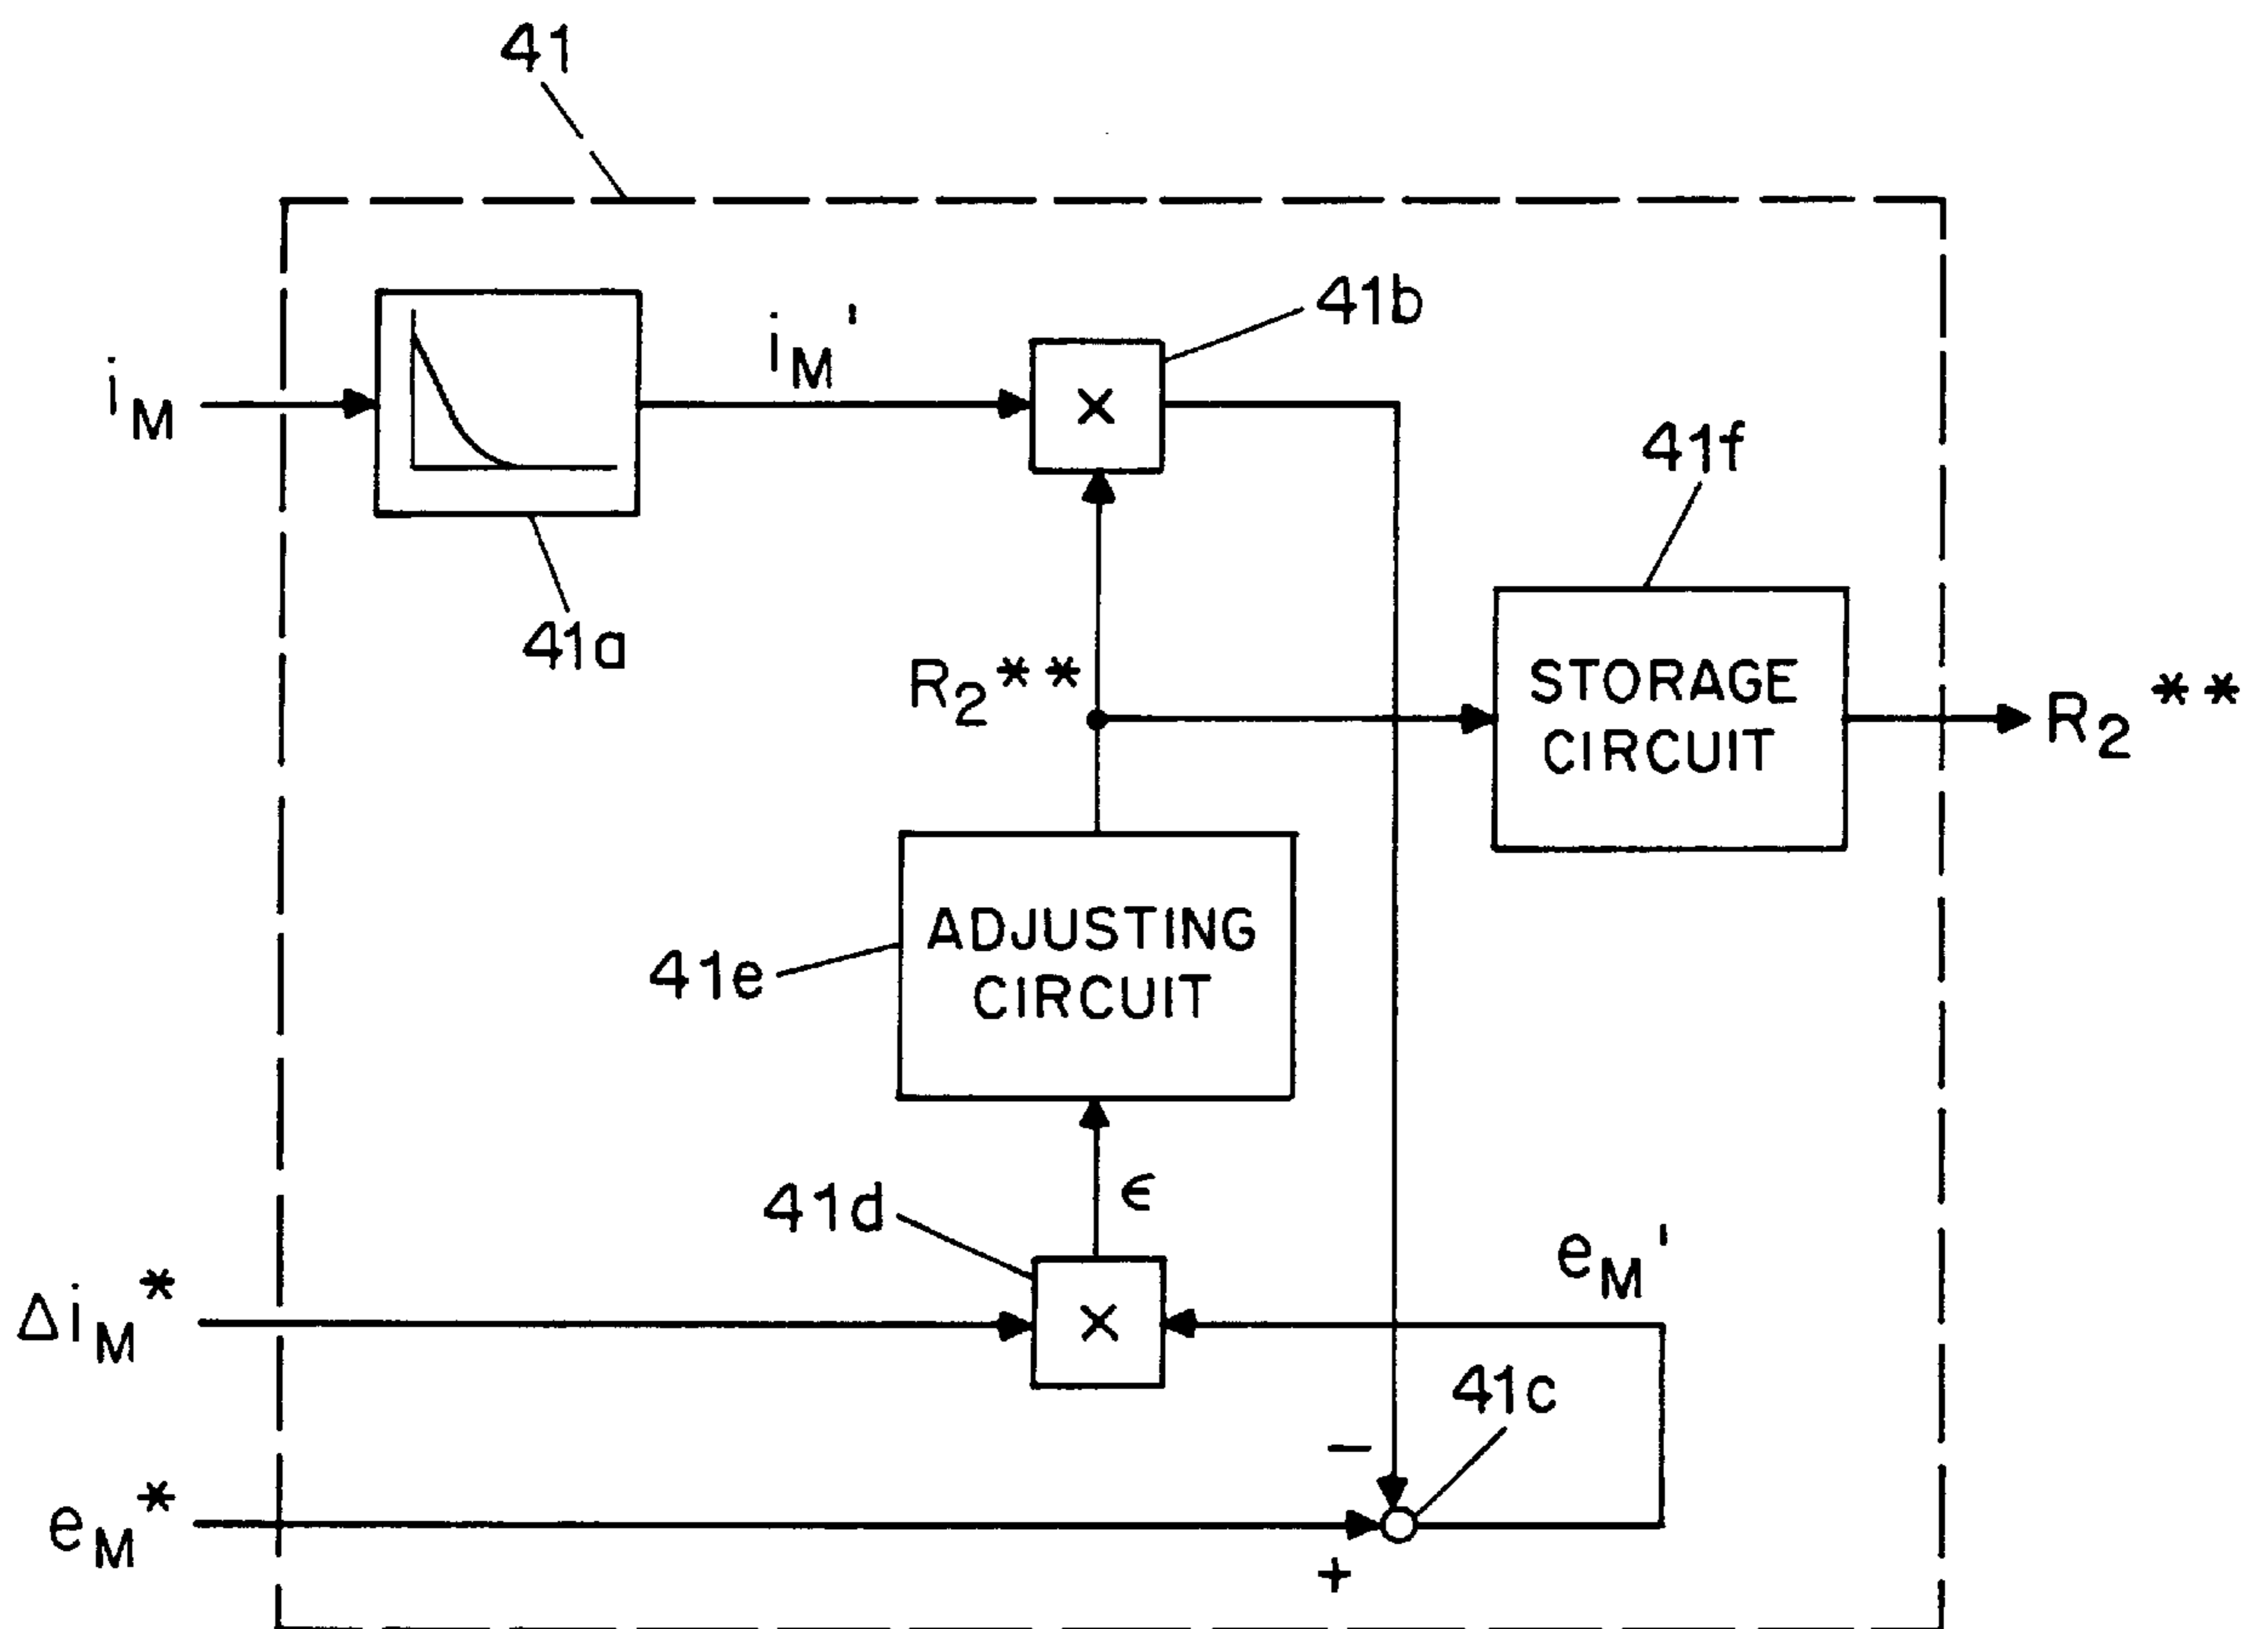 41
i_M
i_M'
×
41b
41a
41f
R_2**
STORAGE
CIRCUIT
R_2**
ADJUSTING
CIRCUIT
41e
41d
ϵ
e_M'
Δi_M*
×
41c
−
e_M*
+